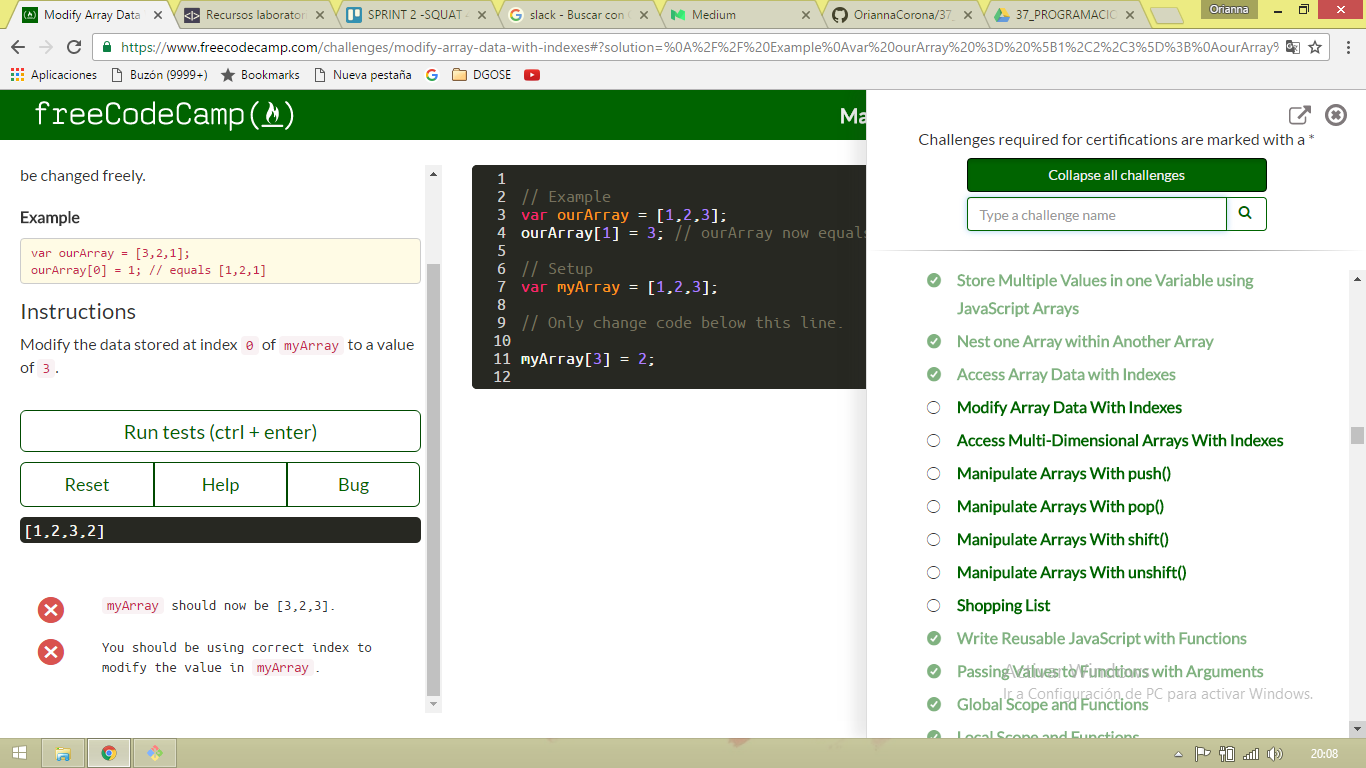 Modify Array Data
Recursos laborator
SPRINT 2 -SQUAT
slack - Buscar con
Medium
OriannaCorona/37_
37_PROGRAMACIC
Orianna
https://www.freecodecamp.com/challenges/modify-array-data-with-indexes#?solution=%0A%2F%2F%20Example%0Avar%20ourArray%20%3D%20%5B1%2C2%2C3%5D%3B%0AourArray%
Aplicaciones
Buzón (9999+)
Bookmarks
Nueva pestaña
DGOSE
freeCodeCamp
Ma
be changed freely.
Example
var ourArray = [3,2,1];
ourArray[0] = 1; // equals [1,2,1]
Instructions
Modify the data stored at index 0 of myArray to a value
of 3 .
Run tests (ctrl + enter)
Reset
Help
Bug
[1,2,3,2]
myArray should now be [3,2,3].
You should be using correct index to
modify the value in myArray .
1
2 // Example
3 var ourArray = [1,2,3];
4 ourArray[1] = 3; // ourArray now equals
5
6 // Setup
7 var myArray = [1,2,3];
8
9 // Only change code below this line.
10
11 myArray[3] = 2;
12
Challenges required for certifications are marked with a *
Collapse all challenges
Type a challenge name
Store Multiple Values in one Variable using
JavaScript Arrays
Nest one Array within Another Array
Access Array Data with Indexes
Modify Array Data With Indexes
Access Multi-Dimensional Arrays With Indexes
Manipulate Arrays With push()
Manipulate Arrays With pop()
Manipulate Arrays With shift()
Manipulate Arrays With unshift()
Shopping List
Write Reusable JavaScript with Functions
Passing Values to Functions with Arguments
Activar Windows
Ir a Configuración de PC para activar Windows.
Global Scope and Functions
Local Scope and Functions
20:08